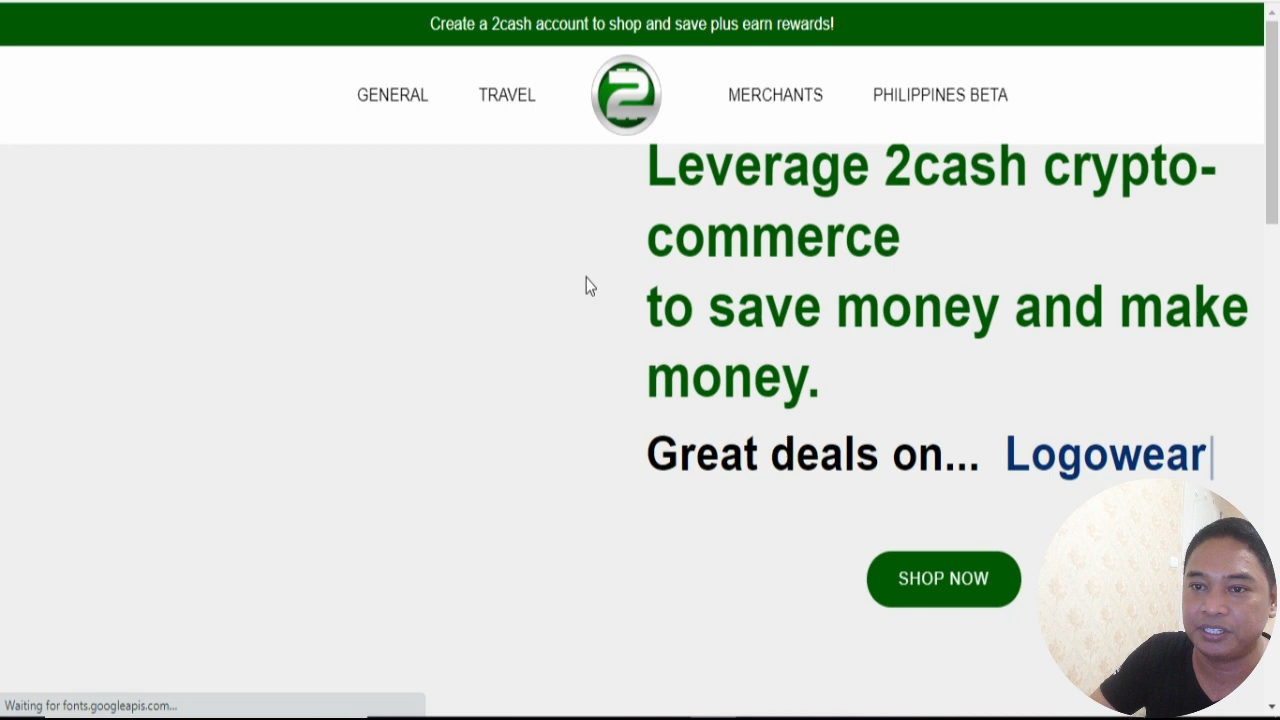 Create a 2cash account to shop and save plus earn rewards!
GENERAL TRAVEL 2 MERCHANTS PHILIPPINES BETA
Leverage 2cash crypto-
commerce
to save money and make
money.
Great deals on... Logowear
SHOP NOW
Waiting for fonts.googleapis.com...